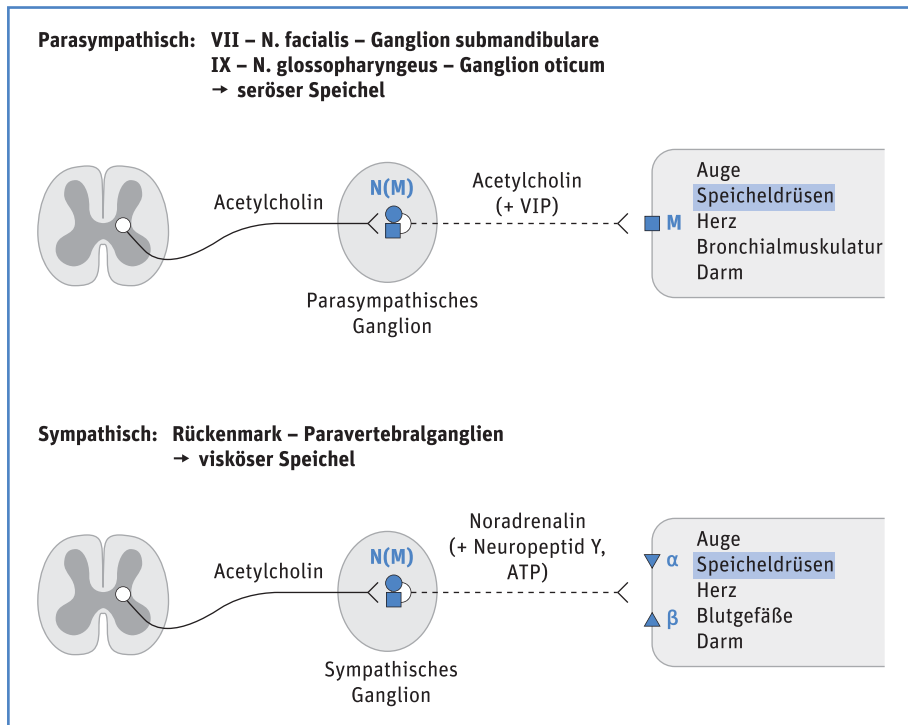 Parasympathisch: VII – N. facialis – Ganglion submandibulare
IX – N. glossopharyngeus – Ganglion oticum
→ seröser Speichel
Acetylcholin
N(M)
Parasympathisches
Ganglion
Acetylcholin
(+ VIP)
M
Auge
Speicheldrüsen
Herz
Bronchialmuskulatur
Darm
Sympathisch: Rückenmark – Paravertebralganglien
→ visköser Speichel
Acetylcholin
N(M)
Sympathisches
Ganglion
Noradrenalin
(+ Neuropeptid Y,
ATP)
α
β
Auge
Speicheldrüsen
Herz
Blutgefäße
Darm